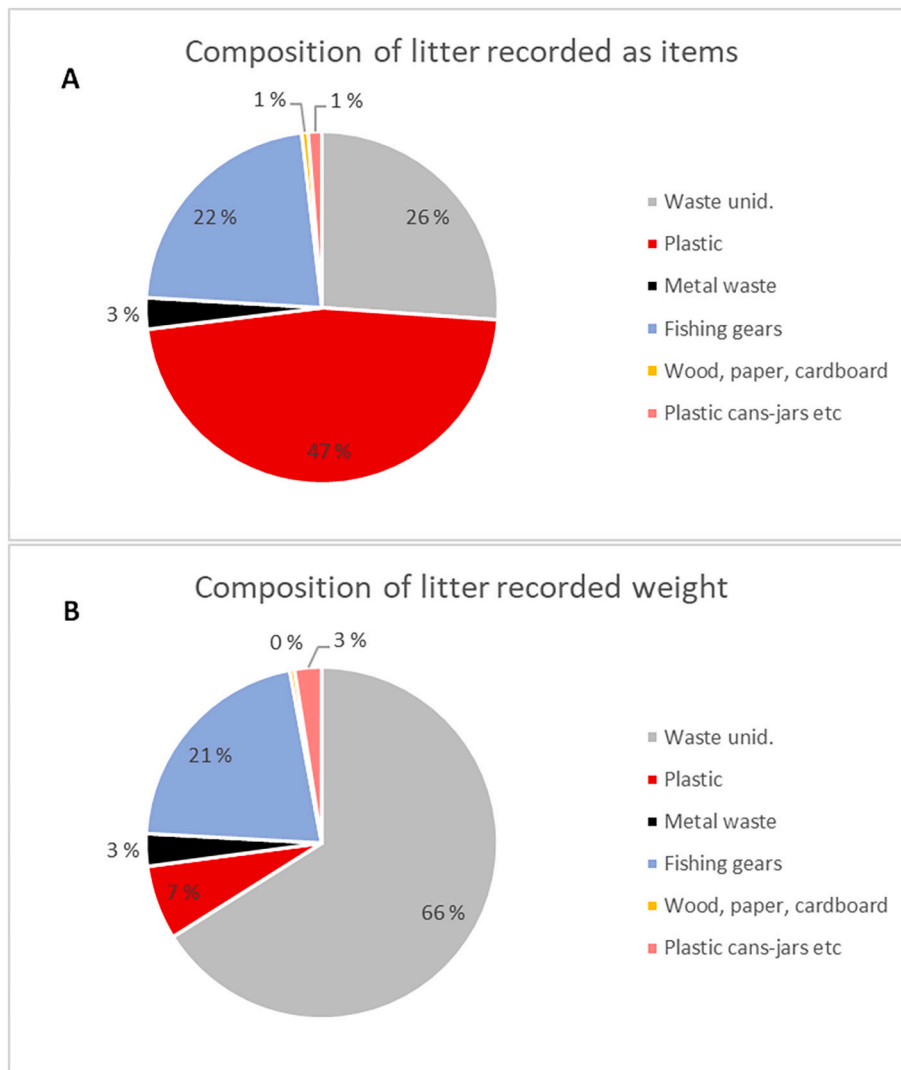 Composition of litter recorded as items
A
1 %
1 %
22 %
26 %
3 %
47 %
Waste unid.
Plastic
Metal waste
Fishing gears
Wood, paper, cardboard
Plastic cans-jars etc
Composition of litter recorded weight
B
0 %
3 %
21 %
3 %
7 %
66 %
Waste unid.
Plastic
Metal waste
Fishing gears
Wood, paper, cardboard
Plastic cans-jars etc